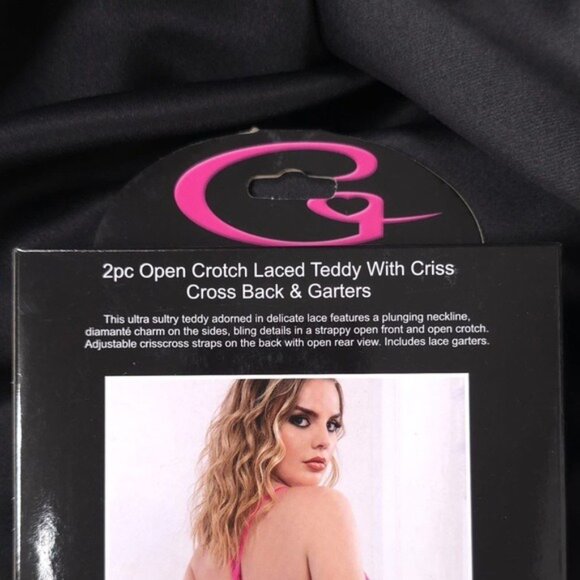 G
2pc Open Crotch Laced Teddy With Criss
Cross Back & Garters
This ultra sultry teddy adorned in delicate lace features a plunging neckline,
diamanté charm on the sides, bling details in a strappy open front and open crotch.
Adjustable crisscross straps on the back with open rear view. Includes lace garters.